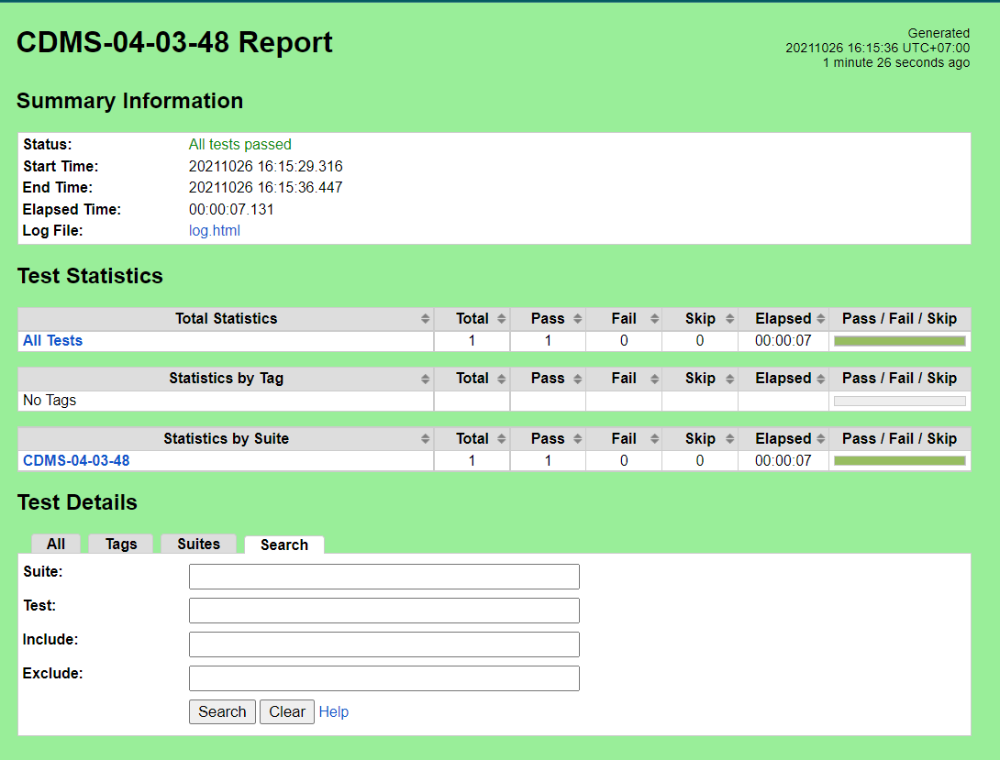 CDMS-04-03-48 Report
Generated
20211026 16:15:36 UTC+07:00
1 minute 26 seconds ago
Summary Information
Status: All tests passed
Start Time: 20211026 16:15:29.316
End Time: 20211026 16:15:36.447
Elapsed Time: 00:00:07.131
Log File: log.html
Test Statistics
Total Statistics Total Pass Fail Skip Elapsed Pass / Fail / Skip
All Tests 1 1 0 0 00:00:07
Statistics by Tag Total Pass Fail Skip Elapsed Pass / Fail / Skip
No Tags
Statistics by Suite Total Pass Fail Skip Elapsed Pass / Fail / Skip
CDMS-04-03-48 1 1 0 0 00:00:07
Test Details
All Tags Suites Search
Suite:
Test:
Include:
Exclude:
Search Clear Help